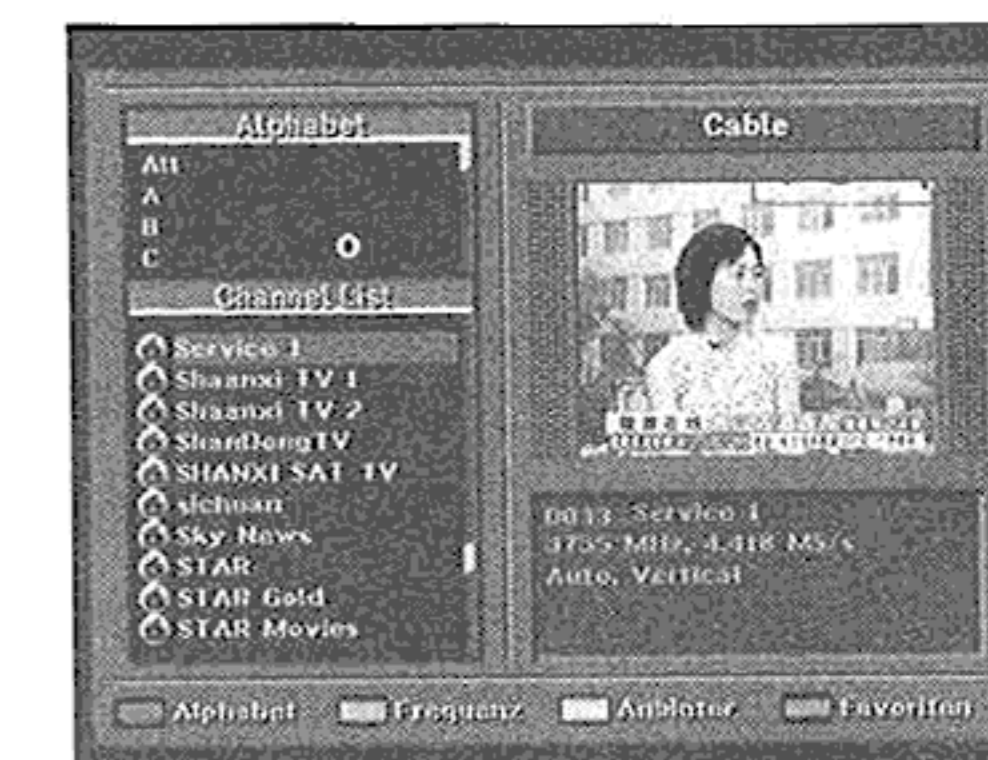 Alphabet
All
A
B
C
Channel List
Service 1
Shaanxi TV 1
Shaanxi TV 2
ShanDongTV
SHANXI SAT TV
sichuan
Sky News
STAR
STAR Gold
STAR Movies
Cable
0013 Service 1
3755 MHz, 4.418 MS/s
Auto, Vertical
Alphabet
Frequenz
Anbieter
Favoriten